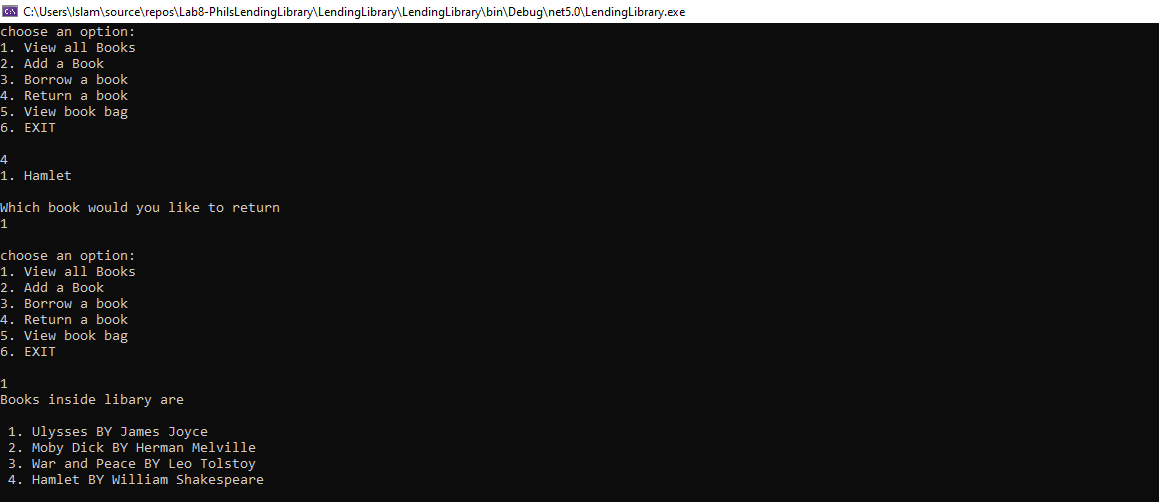 C:\Users\Islam\source\repos\Lab8-PhilsLendingLibrary\LendingLibrary\LendingLibrary\bin\Debug\net5.0\LendingLibrary.exe
choose an option:
1. View all Books
2. Add a Book
3. Borrow a book
4. Return a book
5. View book bag
6. EXIT
4
1. Hamlet
Which book would you like to return
1
choose an option:
1. View all Books
2. Add a Book
3. Borrow a book
4. Return a book
5. View book bag
6. EXIT
1
Books inside libary are
1. Ulysses BY James Joyce
2. Moby Dick BY Herman Melville
3. War and Peace BY Leo Tolstoy
4. Hamlet BY William Shakespeare